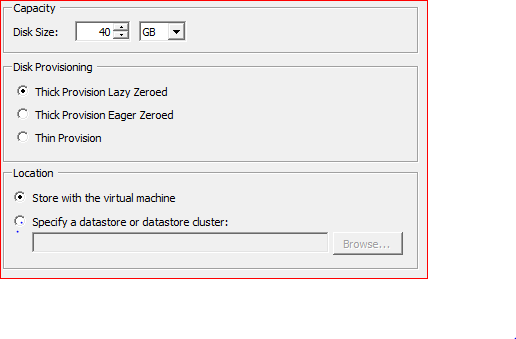 Capacity
Disk Size: 40 GB
Disk Provisioning
Thick Provision Lazy Zeroed
Thick Provision Eager Zeroed
Thin Provision
Location
Store with the virtual machine
Specify a datastore or datastore cluster:
Browse...